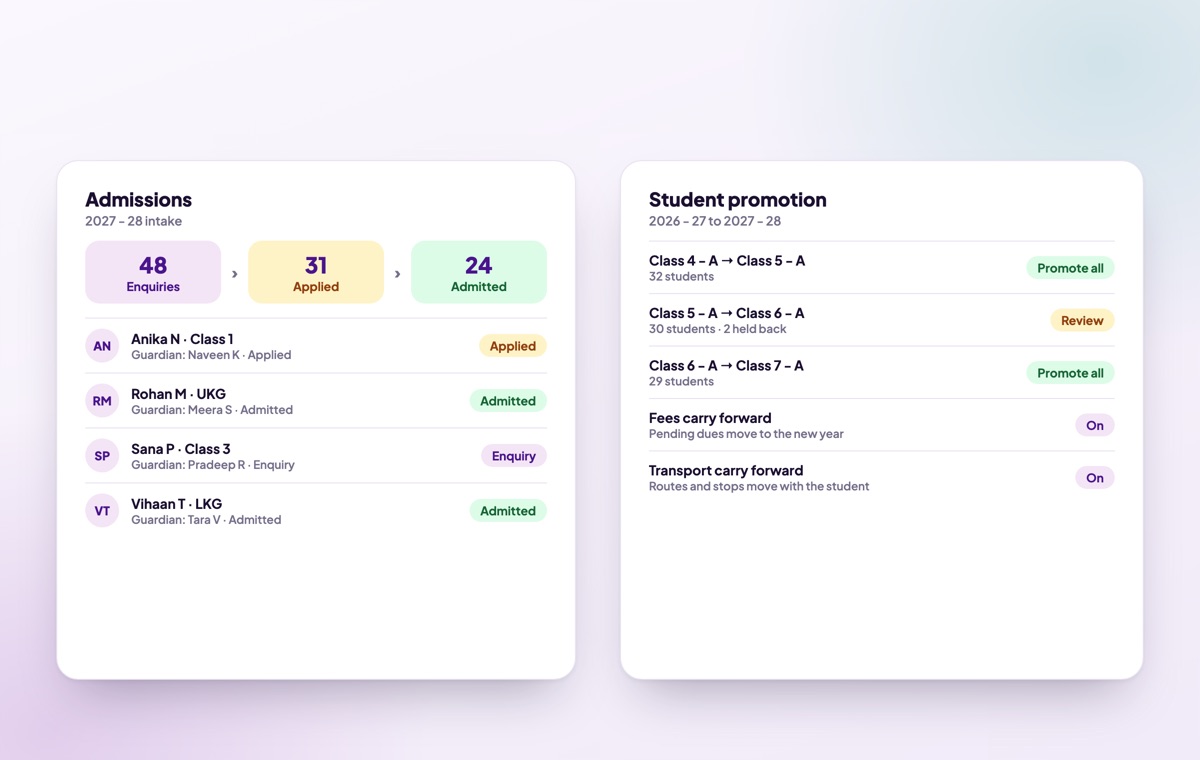 Admissions
2027 - 28 intake
48
Enquiries
›
31
Applied
›
24
Admitted
AN
Anika N · Class 1
Guardian: Naveen K · Applied
Applied
RM
Rohan M · UKG
Guardian: Meera S · Admitted
Admitted
SP
Sana P · Class 3
Guardian: Pradeep R · Enquiry
Enquiry
VT
Vihaan T · LKG
Guardian: Tara V · Admitted
Admitted
Student promotion
2026 - 27 to 2027 - 28
Class 4 - A → Class 5 - A
32 students
Promote all
Class 5 - A → Class 6 - A
30 students · 2 held back
Review
Class 6 - A → Class 7 - A
29 students
Promote all
Fees carry forward
Pending dues move to the new year
On
Transport carry forward
Routes and stops move with the student
On